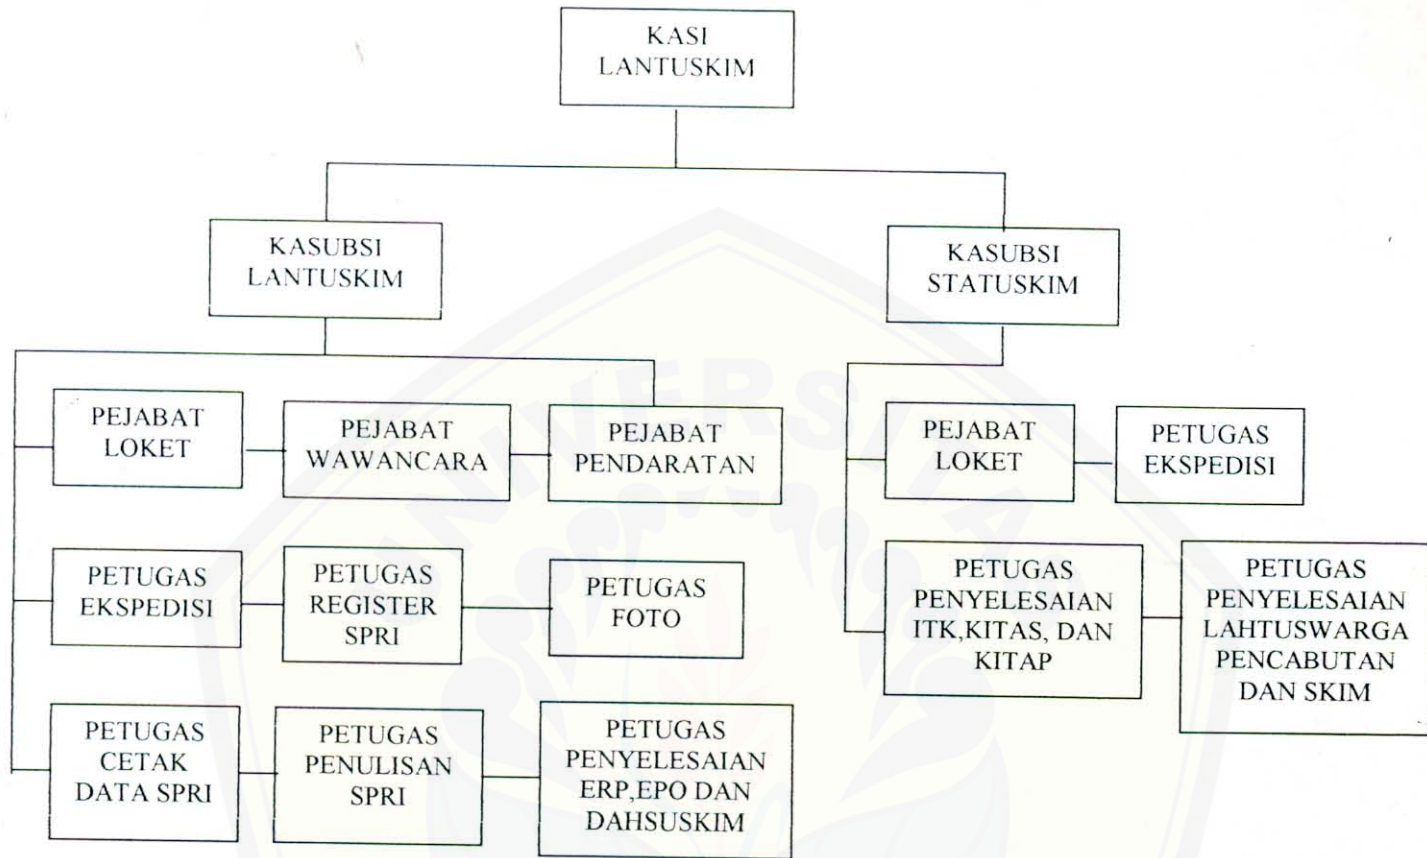 KASI
LANTUSKIM
KASUBSI
LANTUSKIM
KASUBSI
STATUSKIM
PEJABAT
LOKET
PEJABAT
WAWANCARA
PEJABAT
PENDARATAN
PEJABAT
LOKET
PETUGAS
EKSPEDISI
PETUGAS
EKSPEDISI
PETUGAS
REGISTER
SPRI
PETUGAS
FOTO
PETUGAS
PENYELESAIAN
ITK,KITAS, DAN
KITAP
PETUGAS
PENYELESAIAN
LAHTUSWARGA
PENCABUTAN
DAN SKIM
PETUGAS
CETAK
DATA SPRI
PETUGAS
PENULISAN
SPRI
PETUGAS
PENYELESAIAN
ERP,EPO DAN
DAHSUSKIM
UNIVERSITAS